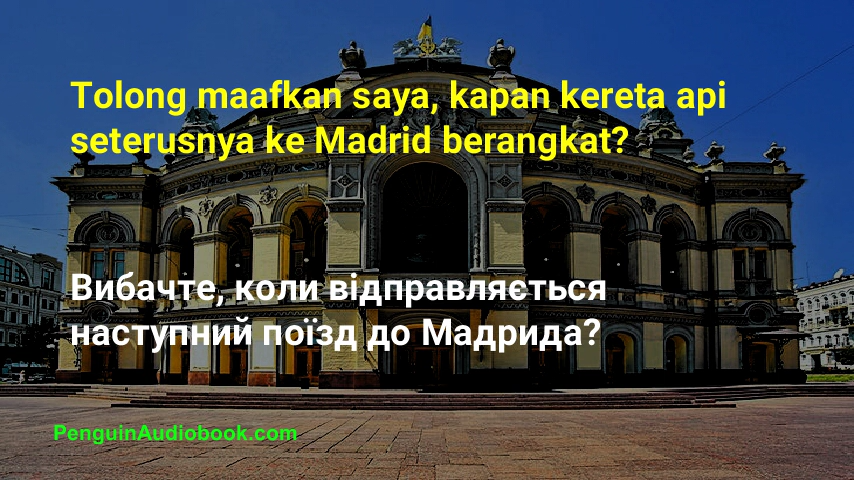 Tolong maafkan saya, kapan kereta api
seterusnya ke Madrid berangkat?
Вибачте, коли відправляється
наступний поїзд до Мадрида?
PenguinAudiobook.com